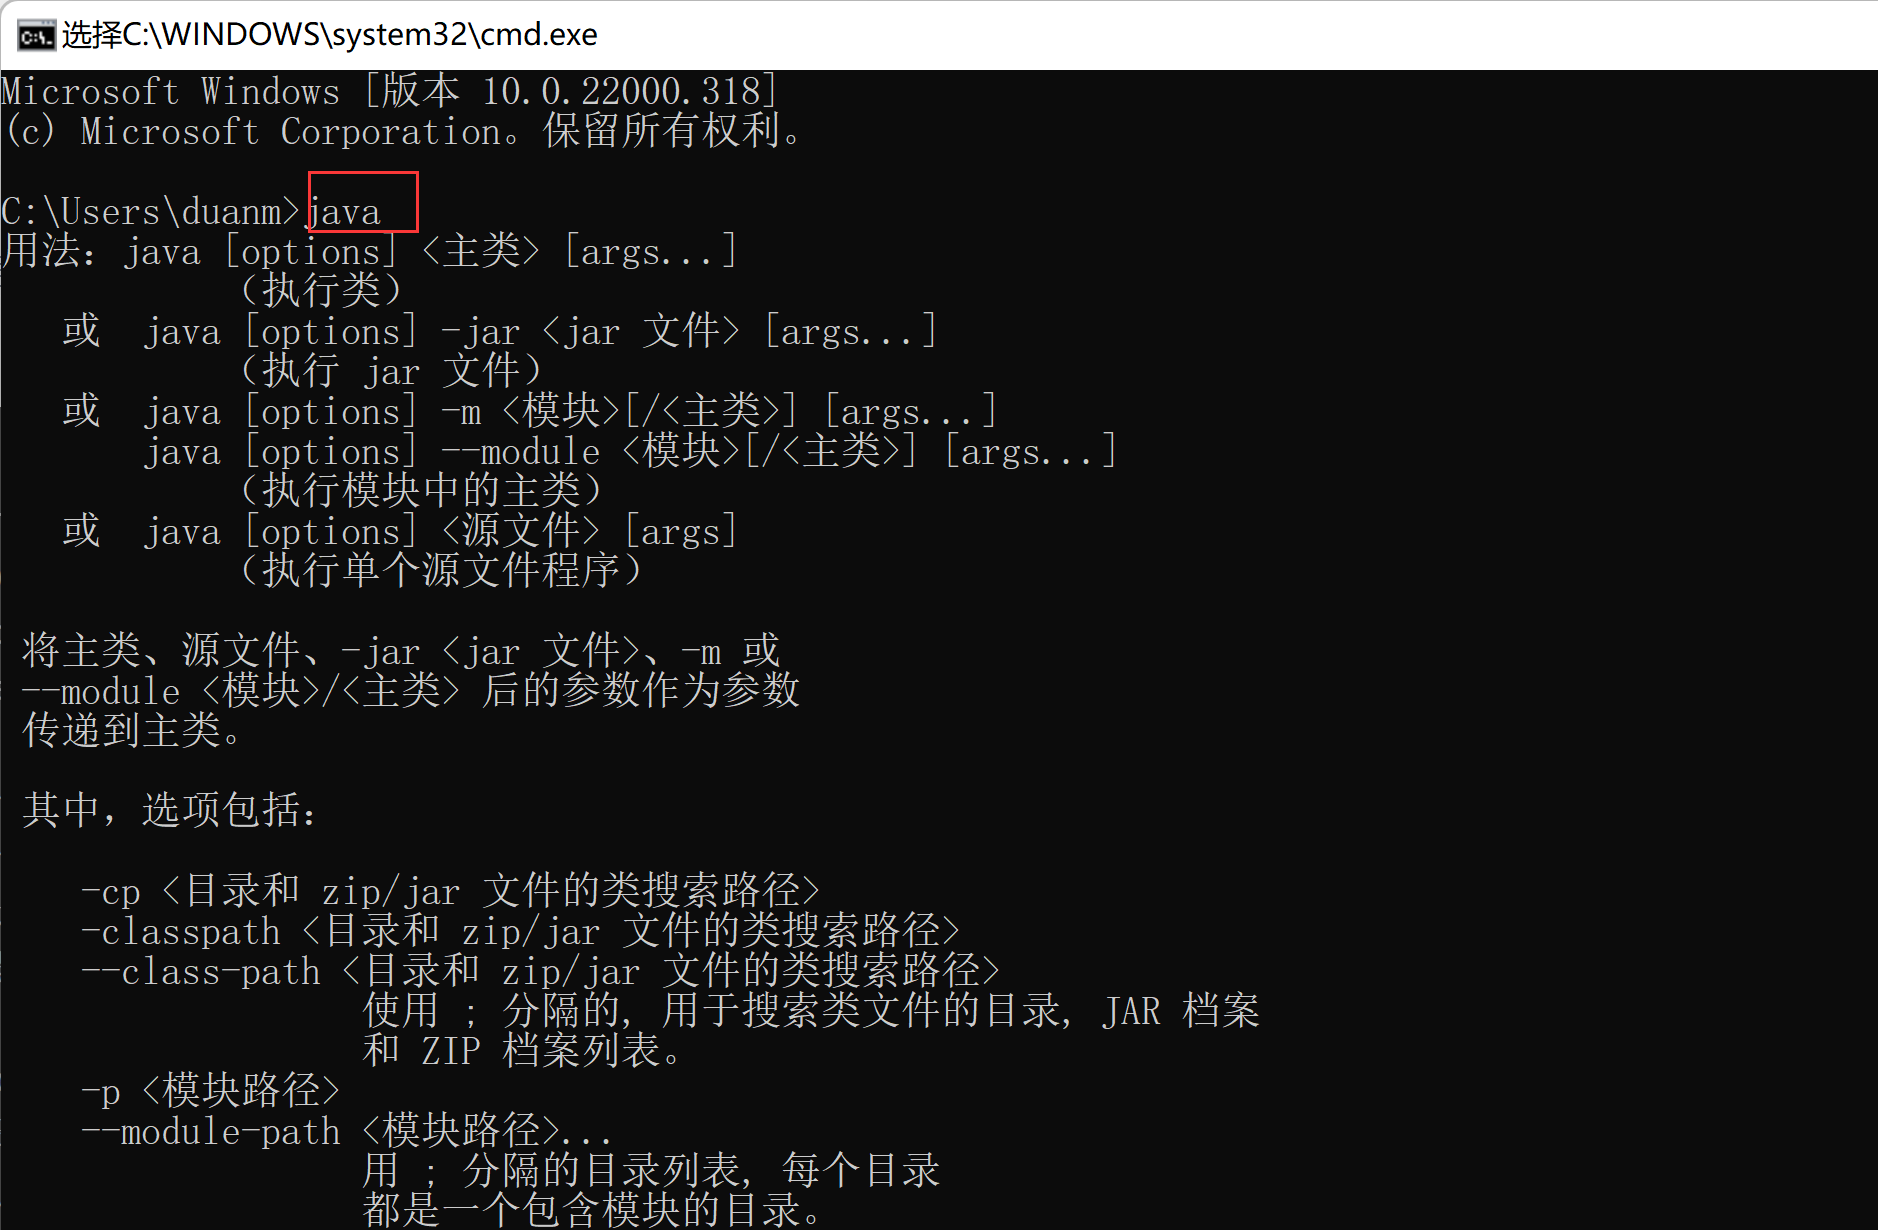 选择C:\WINDOWS\system32\cmd.exe
Microsoft Windows [版本 10.0.22000.318]
(c) Microsoft Corporation。保留所有权利。
C:\Users\duanm>java
用法：java [options] <主类> [args...]
（执行类）
或 java [options] -jar <jar 文件> [args...]
（执行 jar 文件）
或 java [options] -m <模块>[/<主类>] [args...]
java [options] --module <模块>[/<主类>] [args...]
（执行模块中的主类）
或 java [options] <源文件> [args]
（执行单个源文件程序）
将主类、源文件、-jar <jar 文件>、-m 或
--module <模块>/<主类> 后的参数作为参数
传递到主类。
其中，选项包括：
-cp <目录和 zip/jar 文件的类搜索路径>
-classpath <目录和 zip/jar 文件的类搜索路径>
--class-path <目录和 zip/jar 文件的类搜索路径>
使用 ; 分隔的, 用于搜索类文件的目录, JAR 档案
和 ZIP 档案列表。
-p <模块路径>
--module-path <模块路径>...
用 ; 分隔的目录列表, 每个目录
都是一个包含模块的目录。